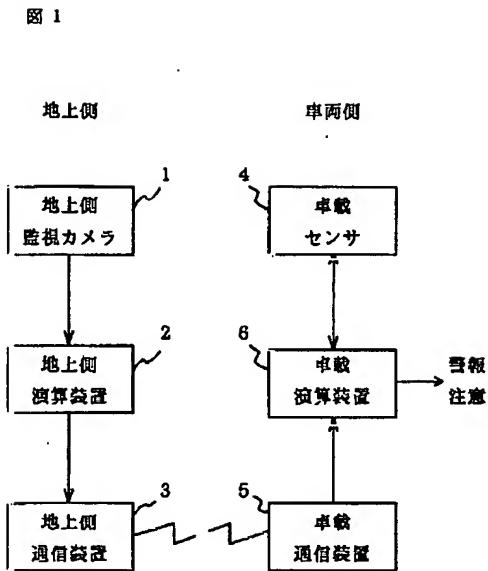 図 1
地上側
車両側
1
地上側
監視カメラ
4
車載
センサ
2
地上側
演算装置
6
車載
演算装置
警報
注意
3
地上側
通信装置
5
車載
通信装置